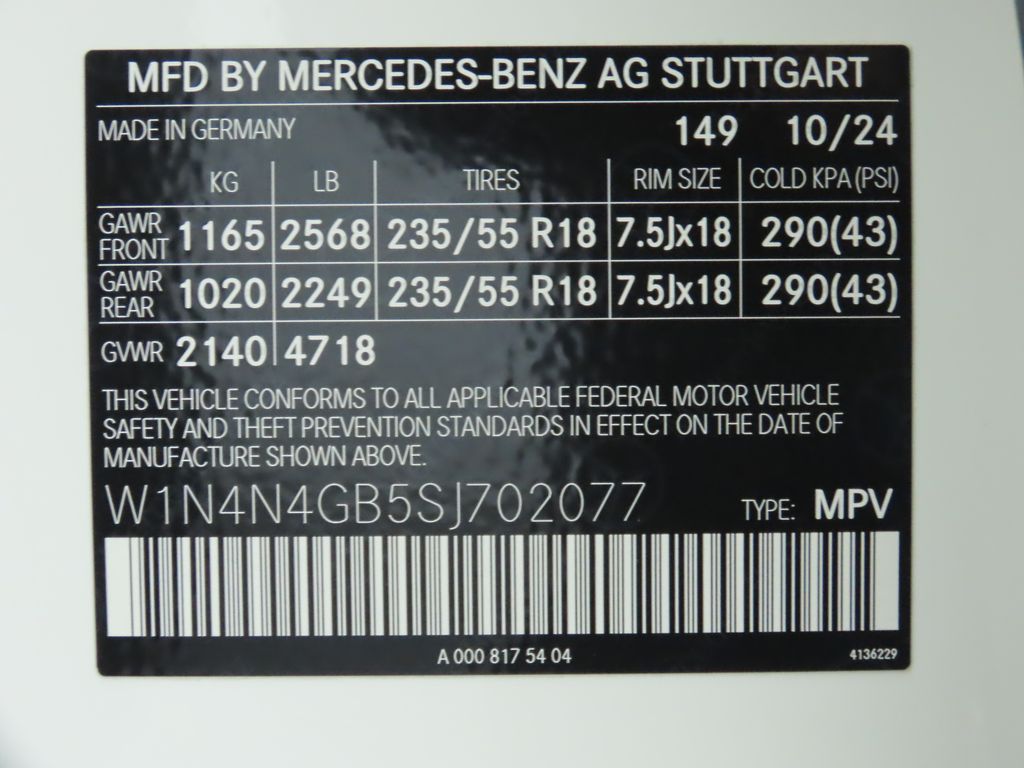 MFD BY MERCEDES-BENZ AG STUTTGART
MADE IN GERMANY 149 10/24
KG LB TIRES RIM SIZE COLD KPA (PSI)
GAWR FRONT 1165 2568 235/55 R18 7.5Jx18 290(43)
GAWR REAR 1020 2249 235/55 R18 7.5Jx18 290(43)
GVWR 2140 4718
THIS VEHICLE CONFORMS TO ALL APPLICABLE FEDERAL MOTOR VEHICLE
SAFETY AND THEFT PREVENTION STANDARDS IN EFFECT ON THE DATE OF
MANUFACTURE SHOWN ABOVE.
W1N4N4GB5SJ702077 TYPE: MPV
A 000 817 54 04 4136229